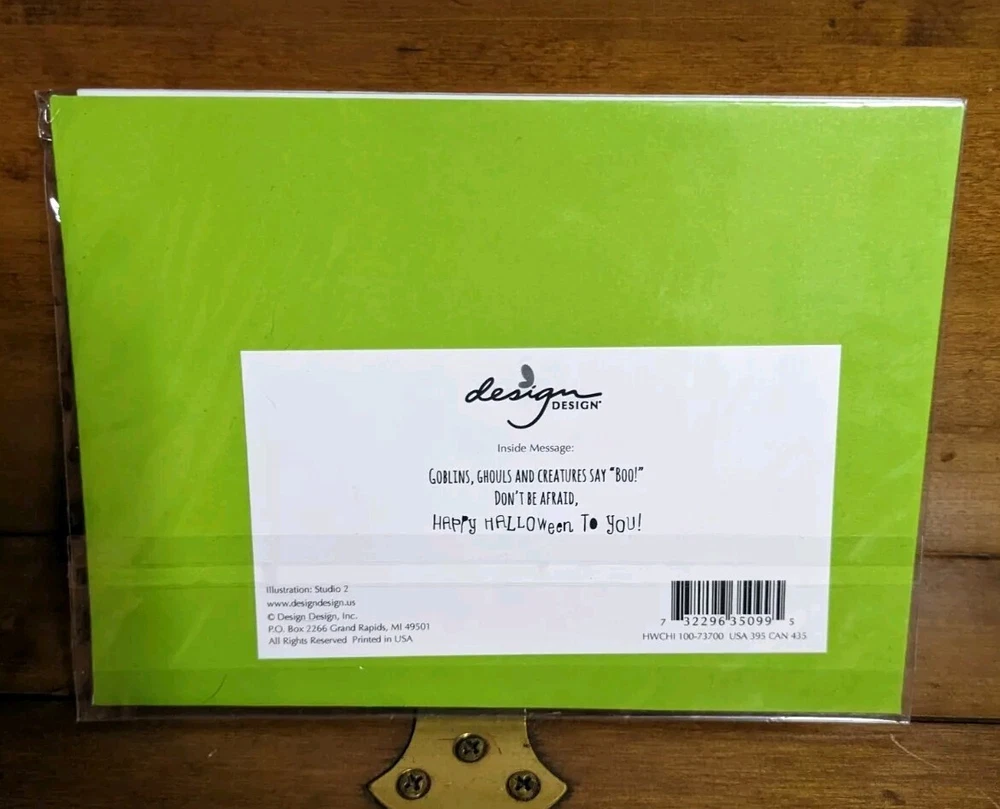 design
DESIGN
Inside Message:
GOBLINS, GHOULS AND CREATURES SAY "BOO!"
DON'T BE AFRAID,
HAPPy HALLOween To YOU!
Illustration: Studio 2
www.designdesign.us
© Design Design, Inc.
P.O. Box 2266 Grand Rapids, MI 49501
All Rights Reserved Printed in USA
7 32296 35099 5
HWCHI 100-73700 USA 395 CAN 435